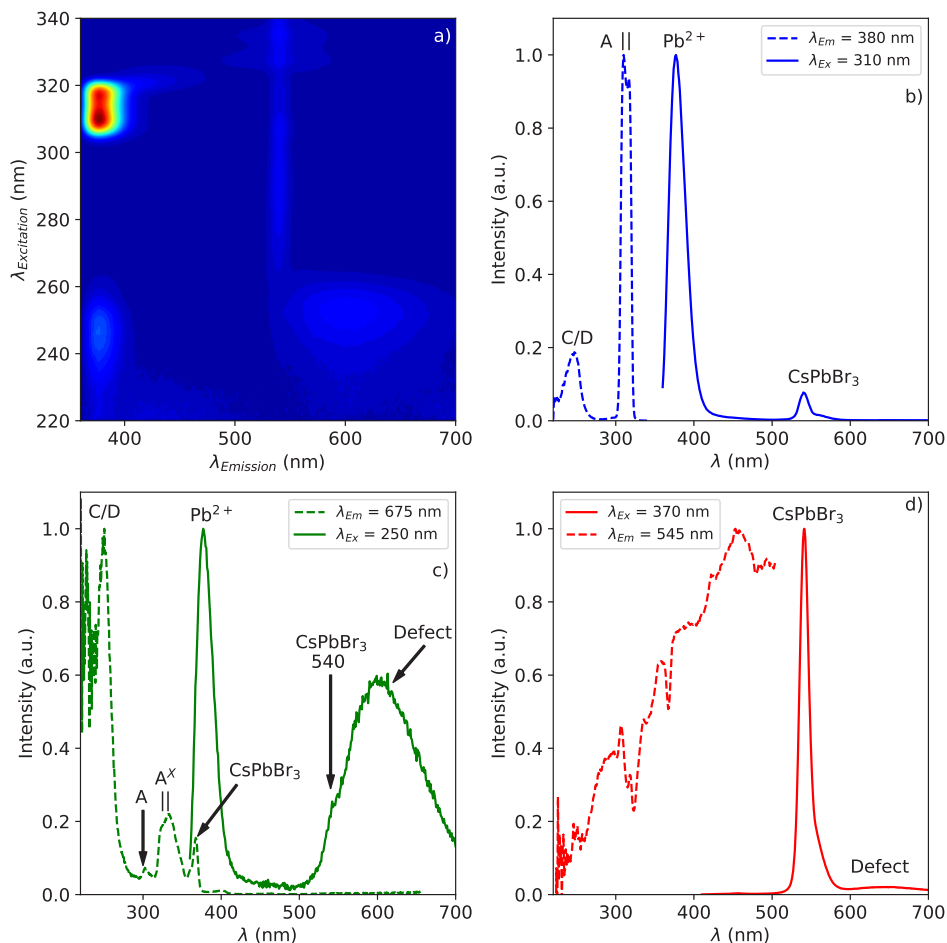 a)
340
320
300
280
260
240
220
400
500
600
700
λExcitation (nm)
λEmission (nm)
b)
A
Pb²⁺
λEm = 380 nm
λEx = 310 nm
C/D
CsPbBr₃
1.0
0.8
0.6
0.4
0.2
0.0
300
400
500
600
700
Intensity (a.u.)
λ (nm)
c)
C/D
Pb²⁺
λEm = 675 nm
λEx = 250 nm
Defect
CsPbBr₃
540
CsPbBr₃
Aˣ
A
1.0
0.8
0.6
0.4
0.2
0.0
300
400
500
600
700
Intensity (a.u.)
λ (nm)
d)
λEx = 370 nm
λEm = 545 nm
CsPbBr₃
Defect
1.0
0.8
0.6
0.4
0.2
0.0
300
400
500
600
700
Intensity (a.u.)
λ (nm)